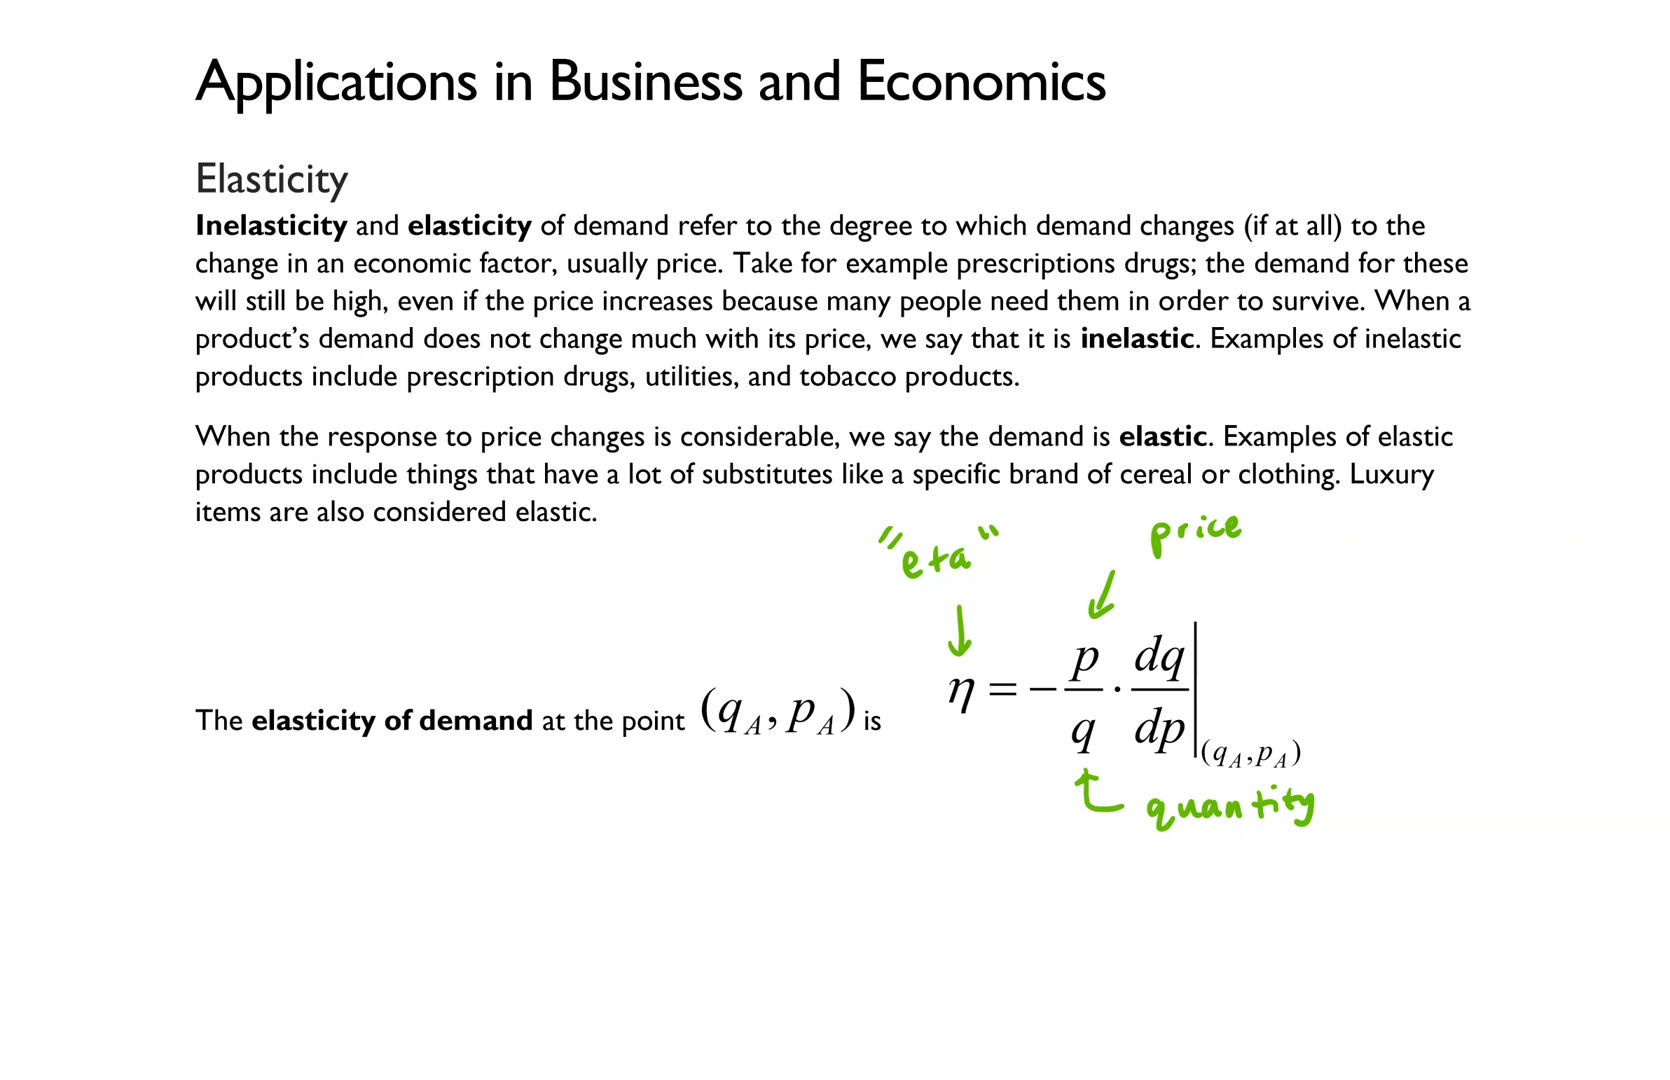 Applications in Business and Economics
Elasticity
Inelasticity and elasticity of demand refer to the degree to which demand changes (if at all) to the
change in an economic factor, usually price. Take for example prescriptions drugs; the demand for these
will still be high, even if the price increases because many people need them in order to survive. When a
product’s demand does not change much with its price, we say that it is inelastic. Examples of inelastic
products include prescription drugs, utilities, and tobacco products.
When the response to price changes is considerable, we say the demand is elastic. Examples of elastic
products include things that have a lot of substitutes like a specific brand of cereal or clothing. Luxury
items are also considered elastic.
"eta"
price
The elasticity of demand at the point (q_A, p_A) is η = − p/q · dq/dp |_(q_A, p_A)
quantity